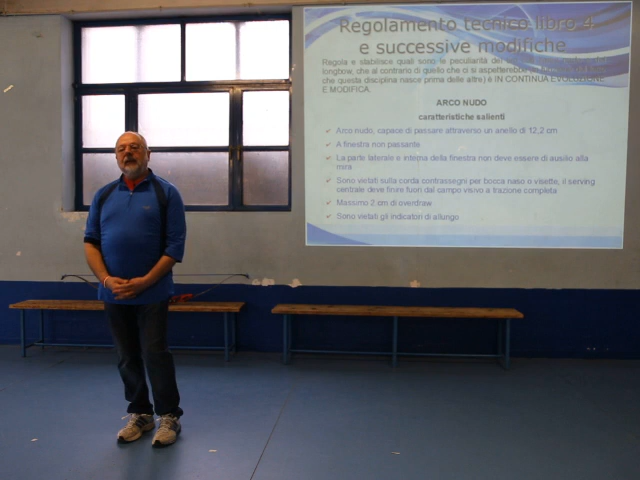 Regolamento tecnico libro 4
e successive modifiche
Regola e stabilisce quali sono le peculiarità
longbow, che al contrario di quello che ci si aspetterebbe
che questa disciplina nasce prima delle altre) è IN CONTINUA EVOLUZIONE
E MODIFICA.
ARCO NUDO
caratteristiche salienti
Arco nudo, capace di passare attraverso un anello di 12,2 cm
A finestra non passante
La parte laterale o interna della finestra non deve essere di ausilio alla
mira
Sono vietati sulla corda contrassegni per bocca naso o visette, il serving
centrale deve finire fuori dal campo visivo a trazione completa
Massimo 2 cm di overdraw
Sono vietati gli indicatori di allungo